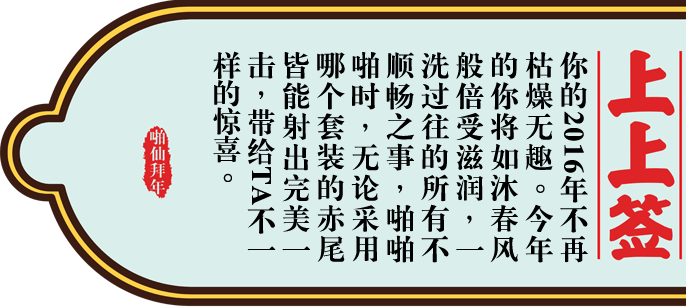 上上签
你的2016年不再
枯燥无趣。今年
的你将如沐春风
般倍受滋润，一
洗过往的所有不
顺畅之事，啪啪
啪时，无论采用
哪个套装的赤尾
皆能射出完美一
击，带给TA不一
样的惊喜。
啪仙拜年